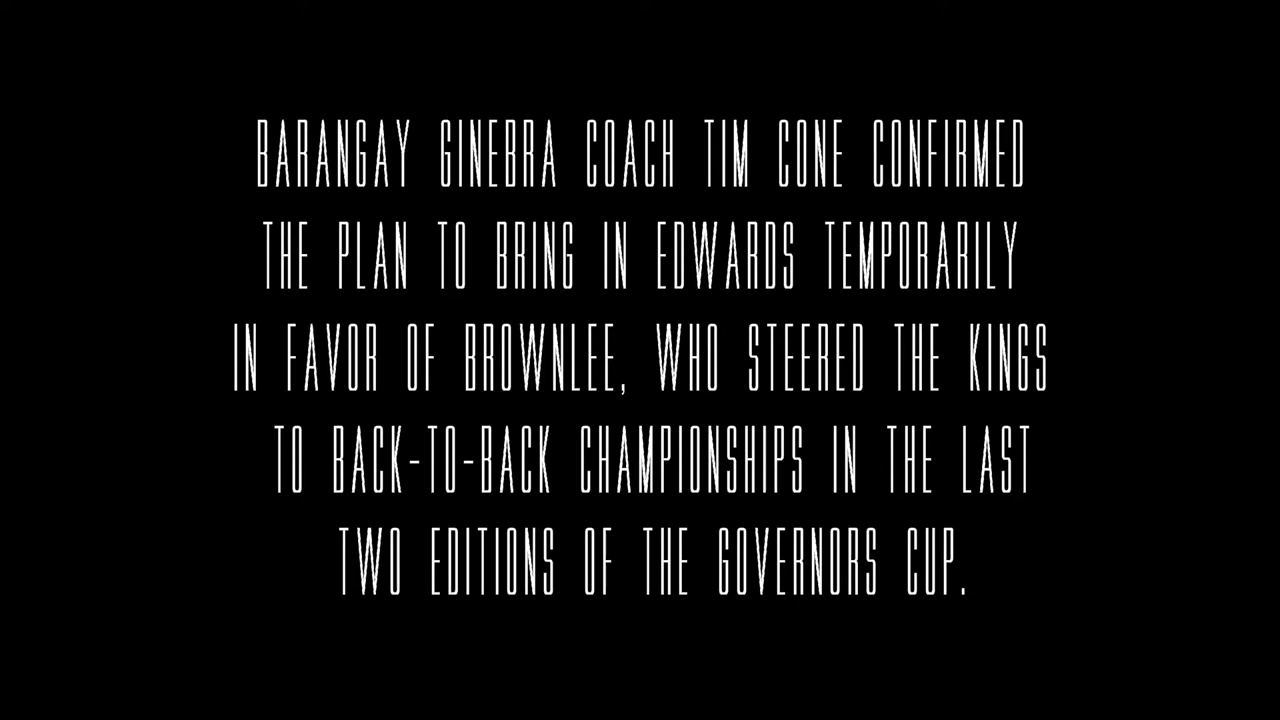 BARANGAY GINEBRA COACH TIM CONE CONFIRMED
THE PLAN TO BRING IN EDWARDS TEMPORARILY
IN FAVOR OF BROWNLEE, WHO STEERED THE KINGS
TO BACK-TO-BACK CHAMPIONSHIPS IN THE LAST
TWO EDITIONS OF THE GOVERNORS CUP.